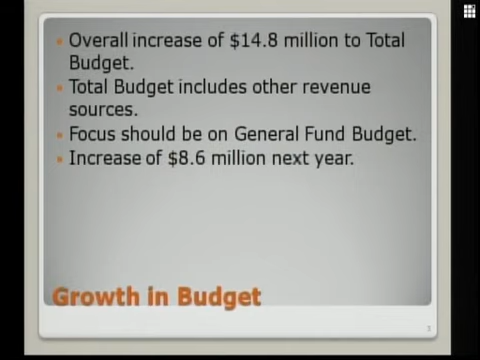 Overall increase of $14.8 million to Total
Budget.
Total Budget includes other revenue
sources.
Focus should be on General Fund Budget.
Increase of $8.6 million next year.
Growth in Budget
3